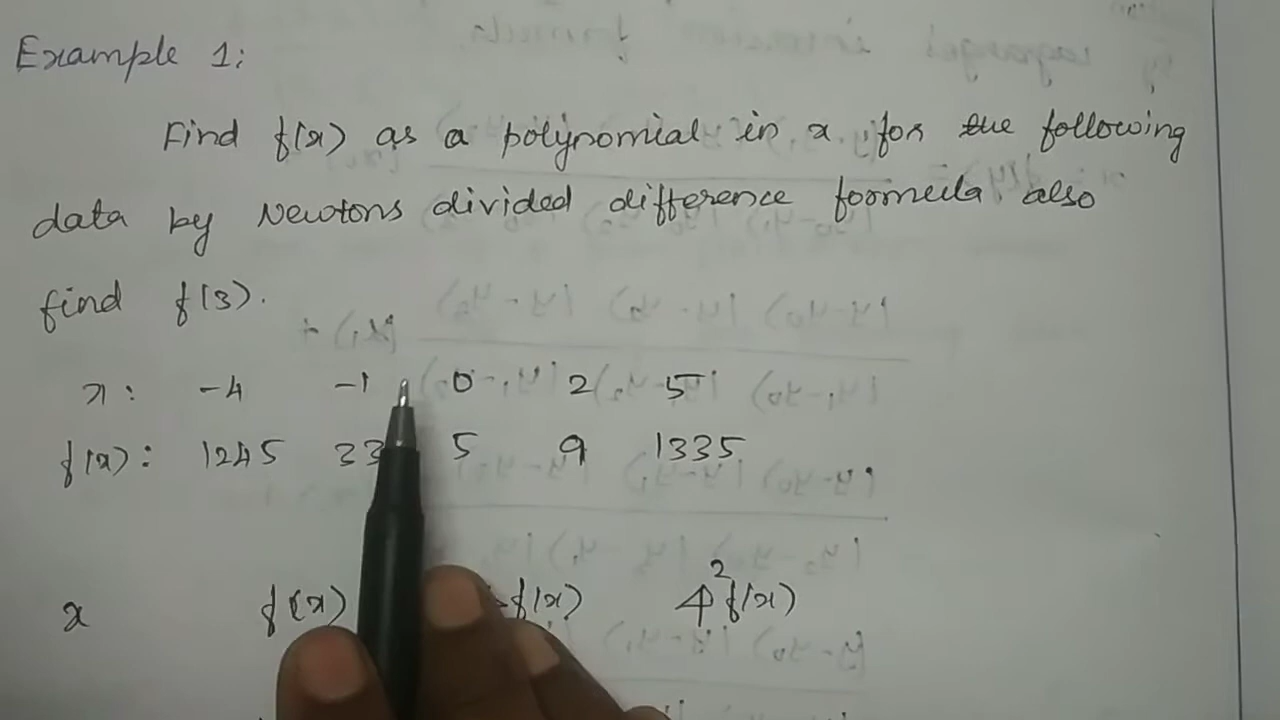 Example 1:
Find f(x) as a polynomial in x for the following
data by Newtons divided difference formula also
find f(3).
x: -4 -1 0 2 5
f(x): 1245 33 5 9 1335
x f(x) f(x) ⍋²f(x)